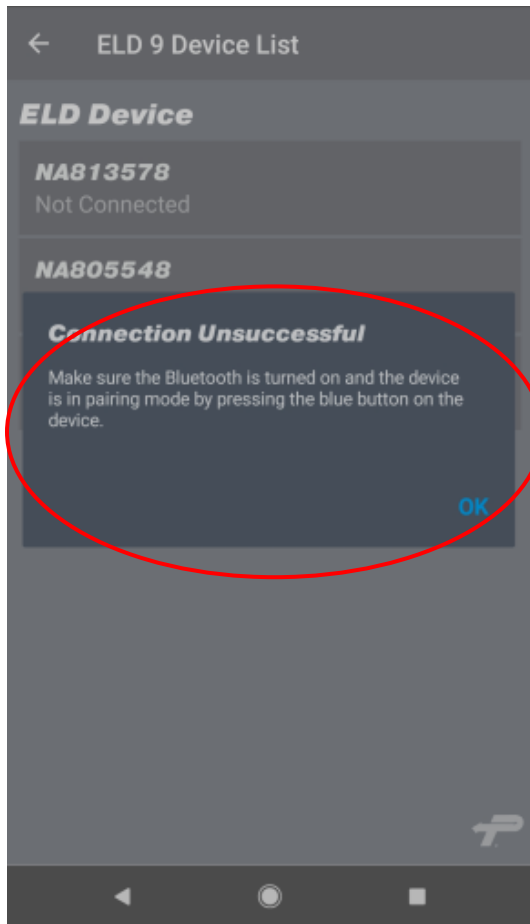 ELD 9 Device List
ELD Device
NA813578
Not Connected
NA805548
Connection Unsuccessful
Make sure the Bluetooth is turned on and the device
is in pairing mode by pressing the blue button on the
device.
OK